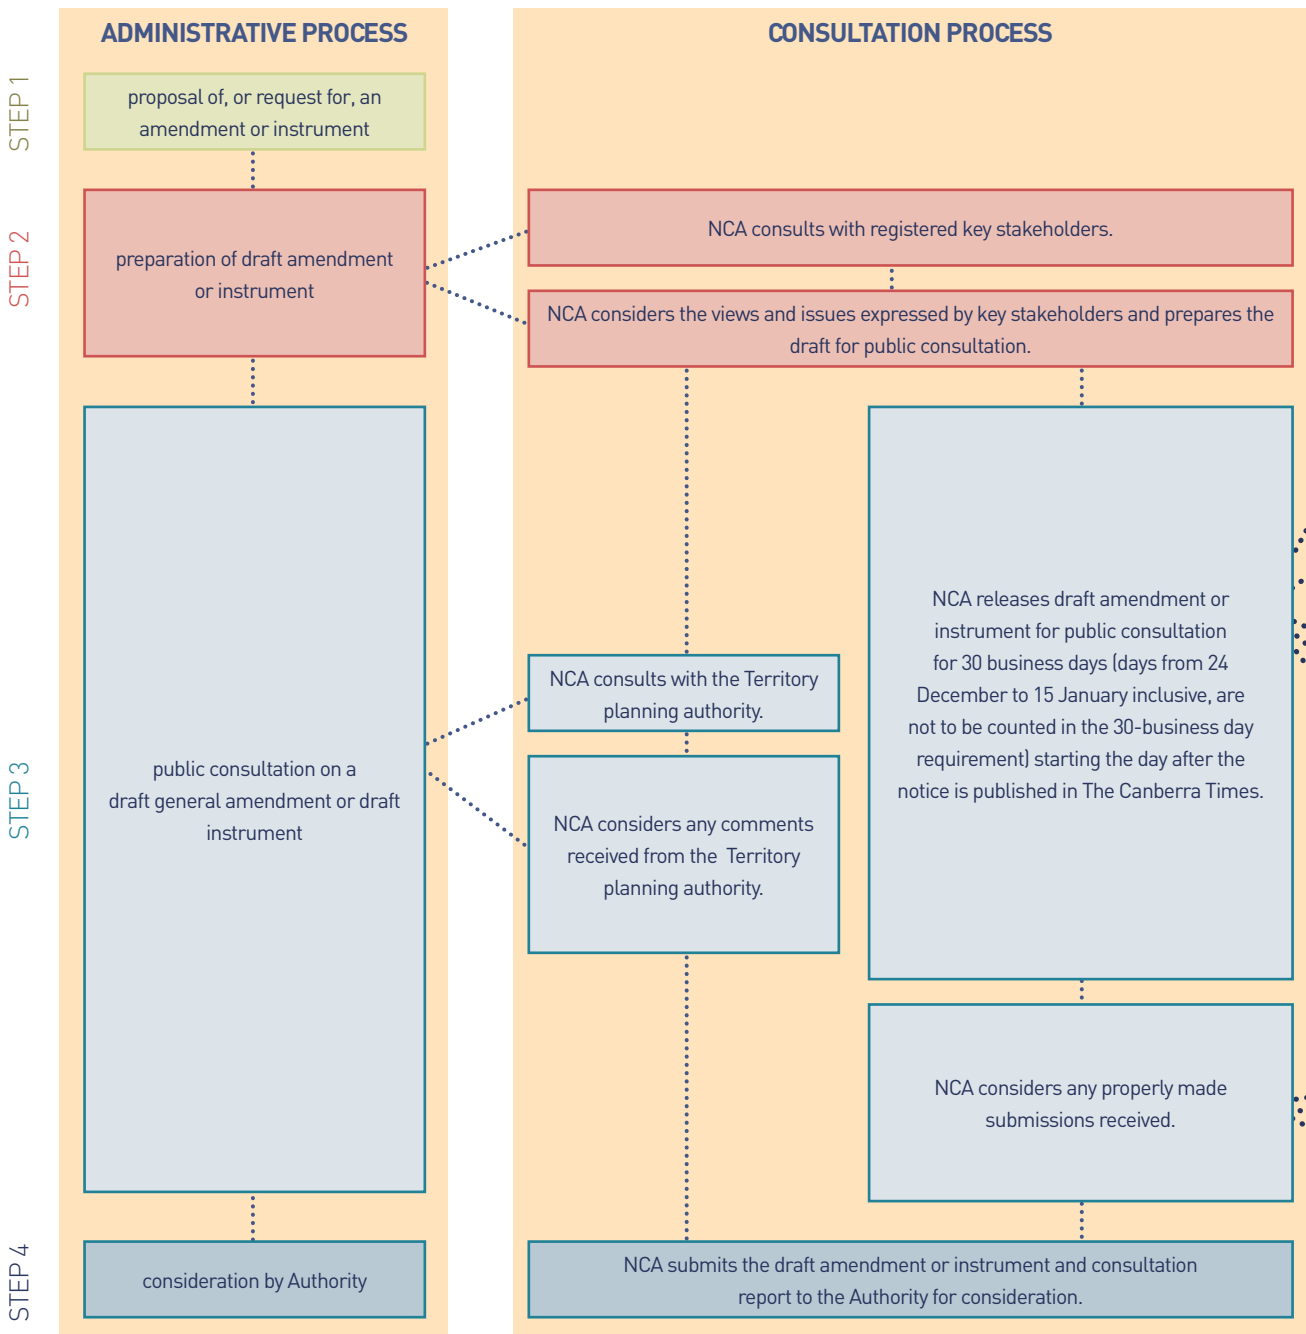 ADMINISTRATIVE PROCESS
CONSULTATION PROCESS
STEP 1
proposal of, or request for, an
amendment or instrument
STEP 2
preparation of draft amendment
or instrument
NCA consults with registered key stakeholders.
NCA considers the views and issues expressed by key stakeholders and prepares the
draft for public consultation.
STEP 3
public consultation on a
draft general amendment or draft
instrument
NCA consults with the Territory
planning authority.
NCA considers any comments
received from the Territory
planning authority.
NCA releases draft amendment or
instrument for public consultation
for 30 business days (days from 24
December to 15 January inclusive, are
not to be counted in the 30-business day
requirement) starting the day after the
notice is published in The Canberra Times.
NCA considers any properly made
submissions received.
STEP 4
consideration by Authority
NCA submits the draft amendment or instrument and consultation
report to the Authority for consideration.